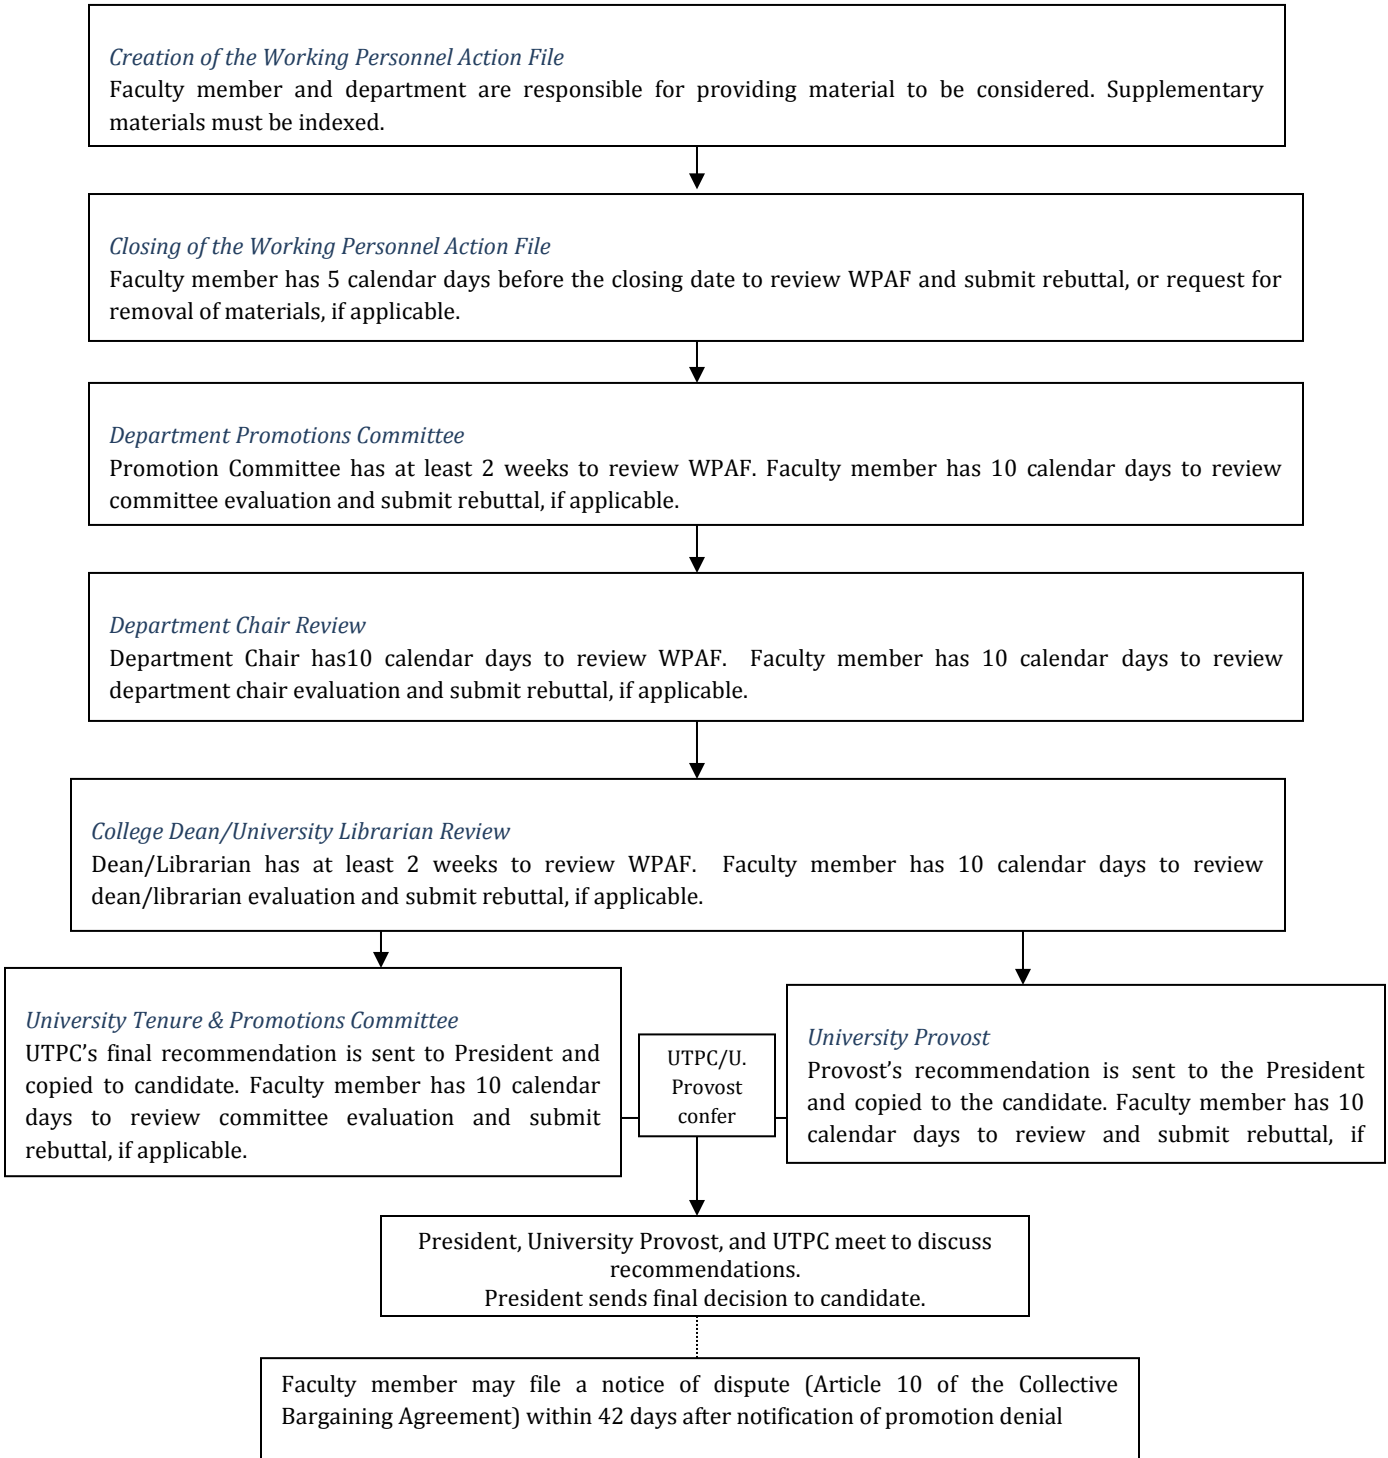 Creation of the Working Personnel Action File
Faculty member and department are responsible for providing material to be considered. Supplementary
materials must be indexed.
Closing of the Working Personnel Action File
Faculty member has 5 calendar days before the closing date to review WPAF and submit rebuttal, or request for
removal of materials, if applicable.
Department Promotions Committee
Promotion Committee has at least 2 weeks to review WPAF. Faculty member has 10 calendar days to review
committee evaluation and submit rebuttal, if applicable.
Department Chair Review
Department Chair has10 calendar days to review WPAF. Faculty member has 10 calendar days to review
department chair evaluation and submit rebuttal, if applicable.
College Dean/University Librarian Review
Dean/Librarian has at least 2 weeks to review WPAF. Faculty member has 10 calendar days to review
dean/librarian evaluation and submit rebuttal, if applicable.
University Tenure & Promotions Committee
UTPC's final recommendation is sent to President and
copied to candidate. Faculty member has 10 calendar
days to review committee evaluation and submit
rebuttal, if applicable.
UTPC/U.
Provost
confer
University Provost
Provost's recommendation is sent to the President
and copied to the candidate. Faculty member has 10
calendar days to review and submit rebuttal, if
President, University Provost, and UTPC meet to discuss
recommendations.
President sends final decision to candidate.
Faculty member may file a notice of dispute (Article 10 of the Collective
Bargaining Agreement) within 42 days after notification of promotion denial